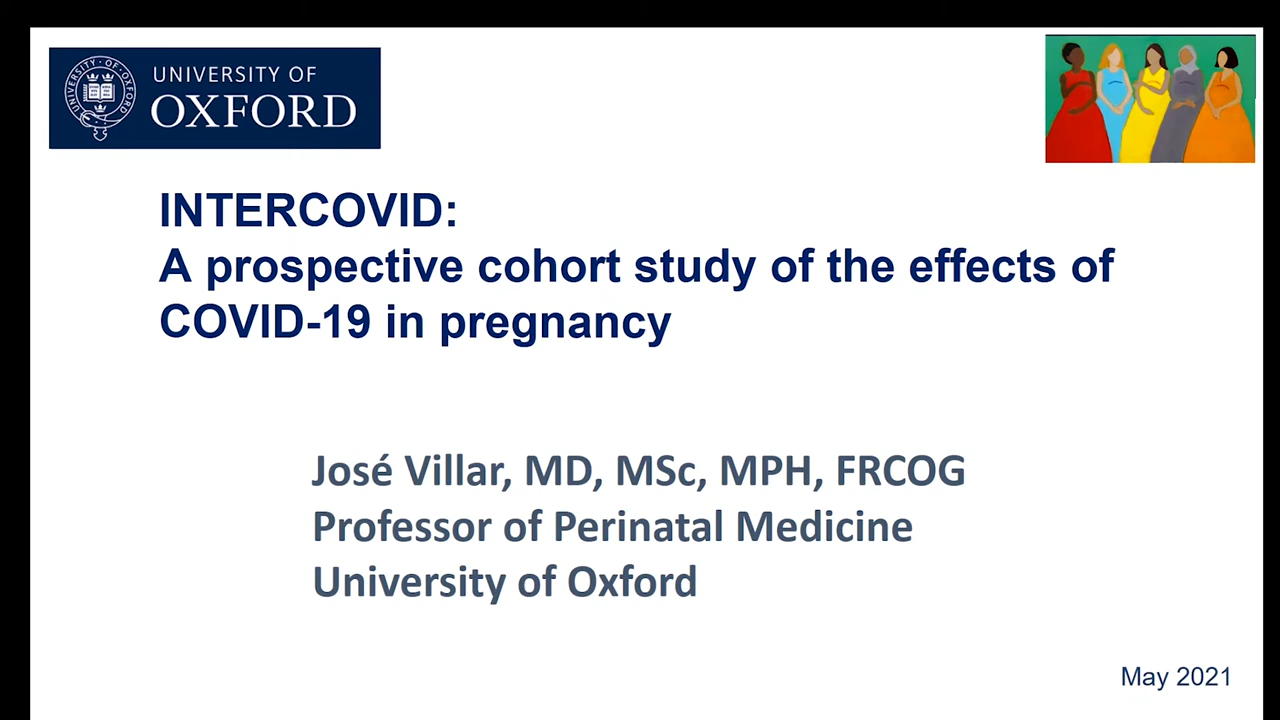 UNIVERSITY OF
OXFORD
INTERCOVID:
A prospective cohort study of the effects of
COVID-19 in pregnancy
José Villar, MD, MSc, MPH, FRCOG
Professor of Perinatal Medicine
University of Oxford
May 2021